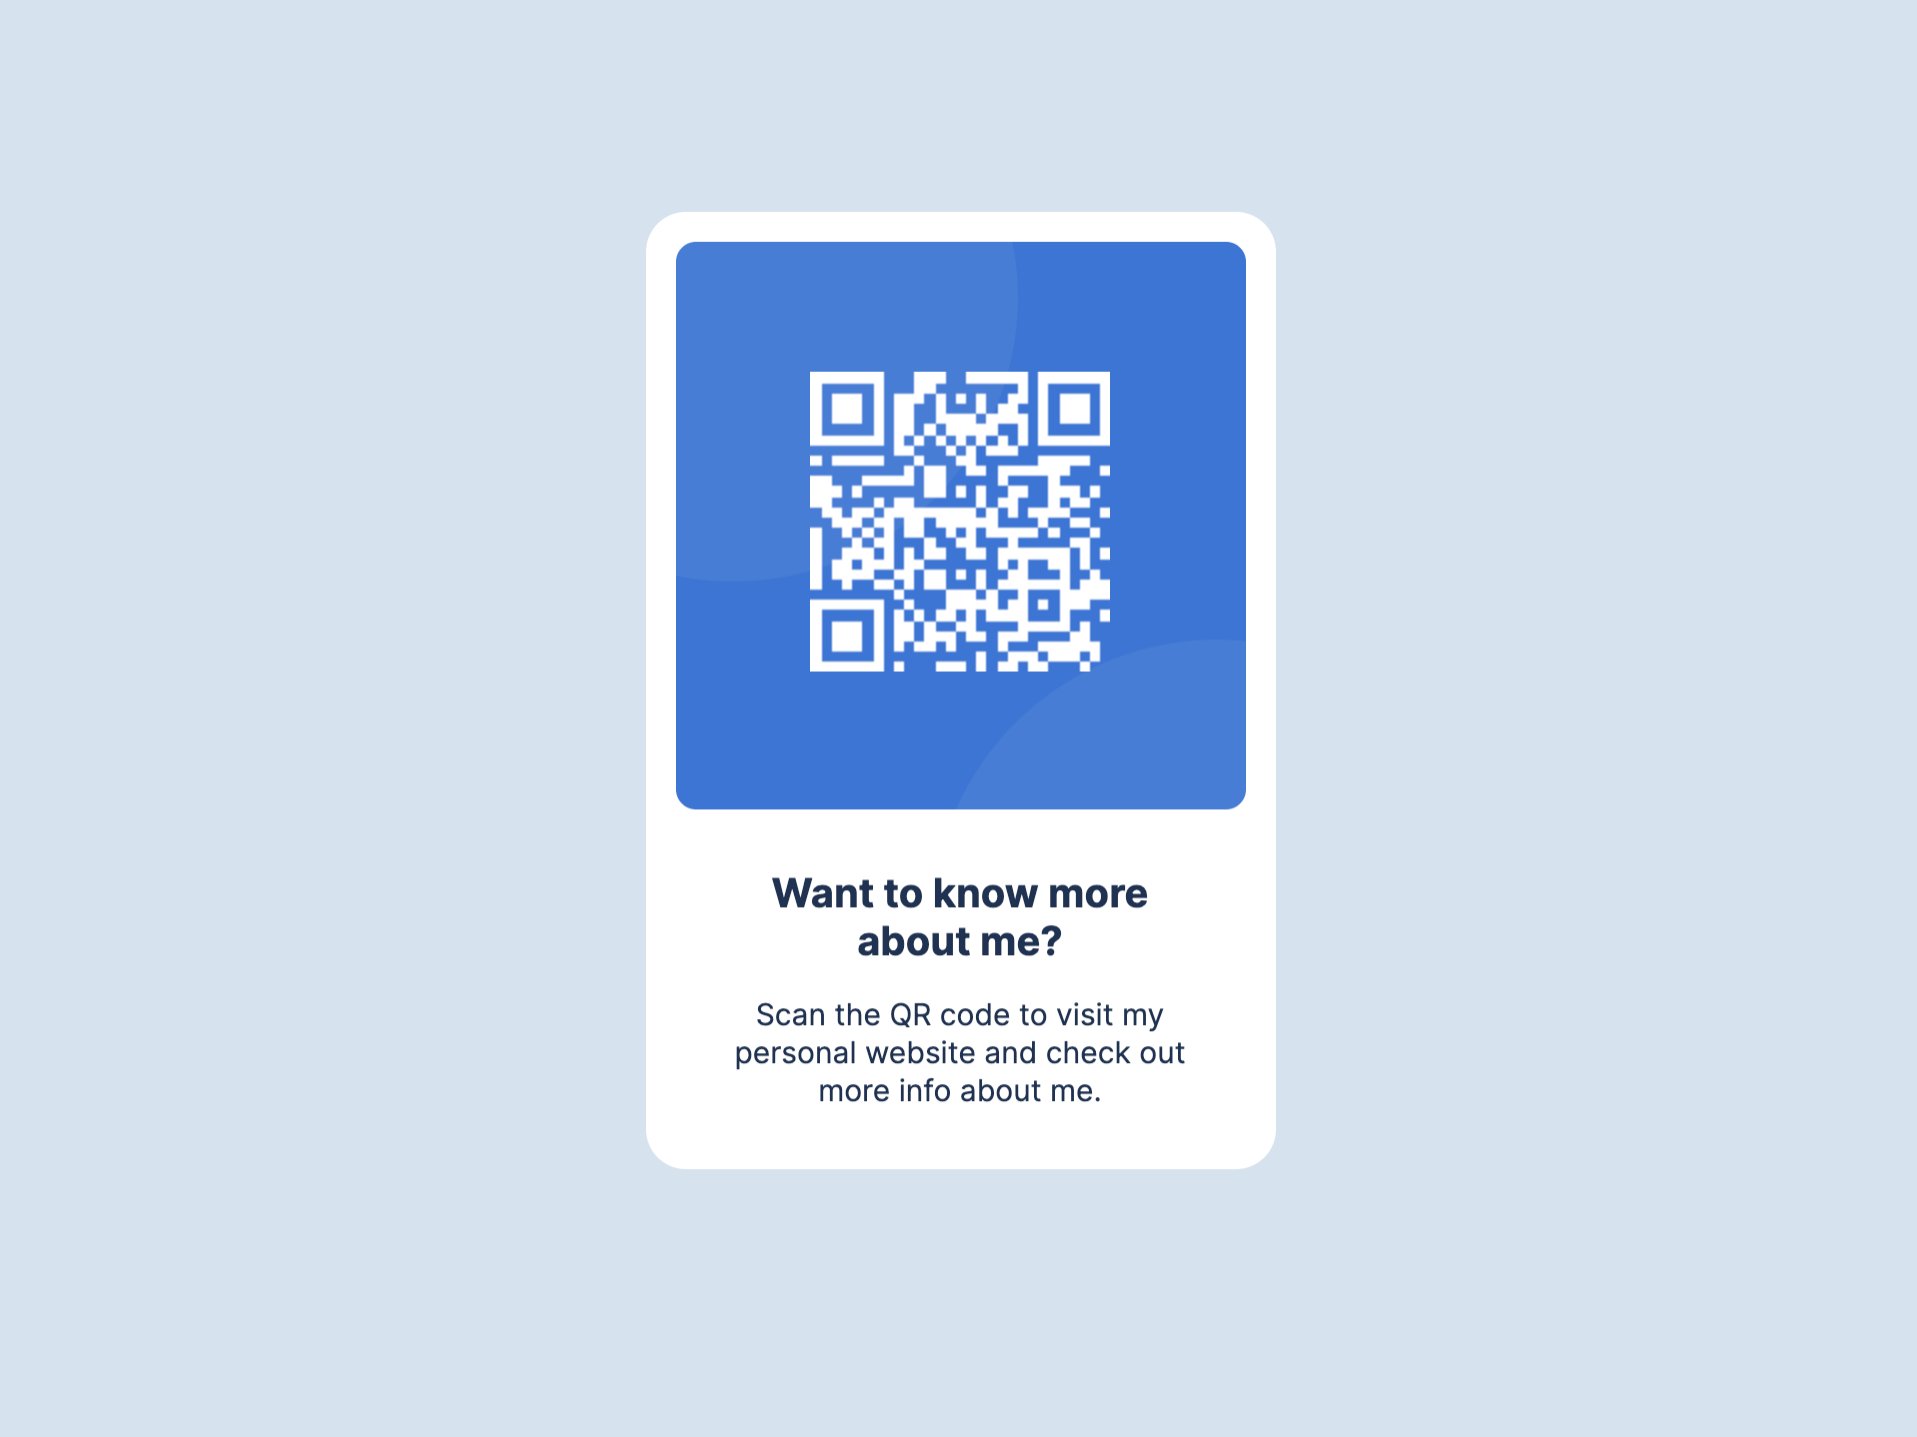 Want to know more
about me?
Scan the QR code to visit my
personal website and check out
more info about me.